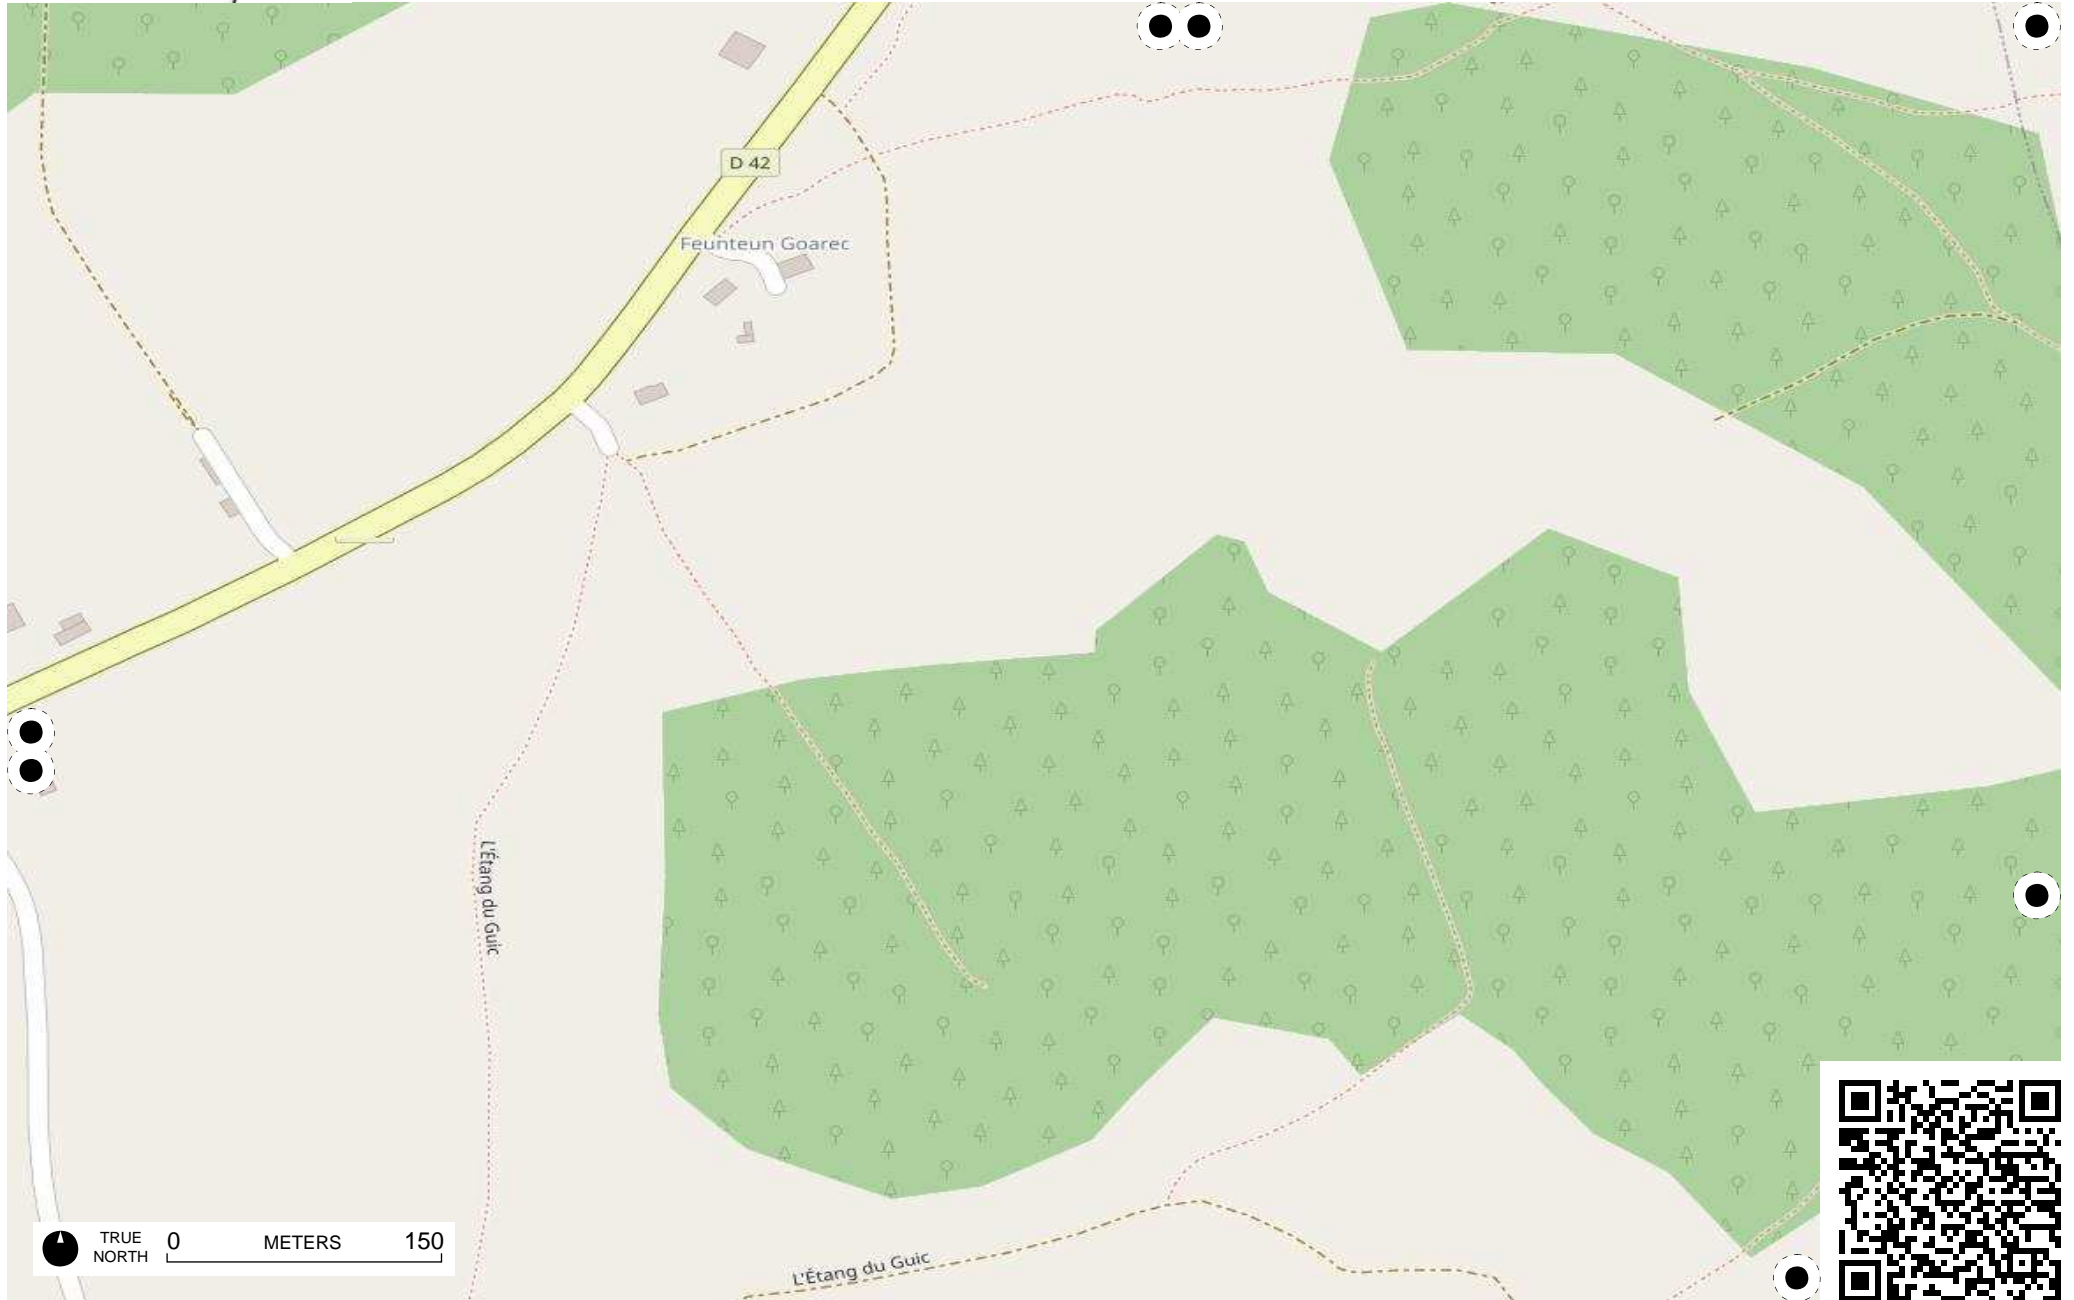 D 42
Feunteun Goarec
L'Étang du Guic
L'Étang du Guic
TRUE
NORTH
0 METERS 150